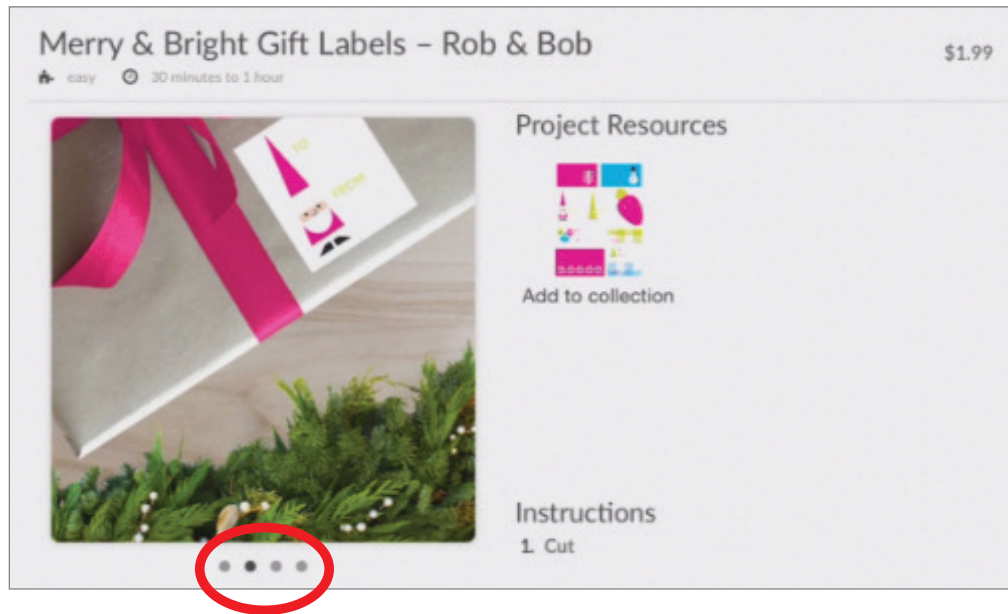 Merry & Bright Gift Labels – Rob & Bob
$1.99
easy 30 minutes to 1 hour
TO
FROM
Project Resources
Add to collection
Instructions
1. Cut